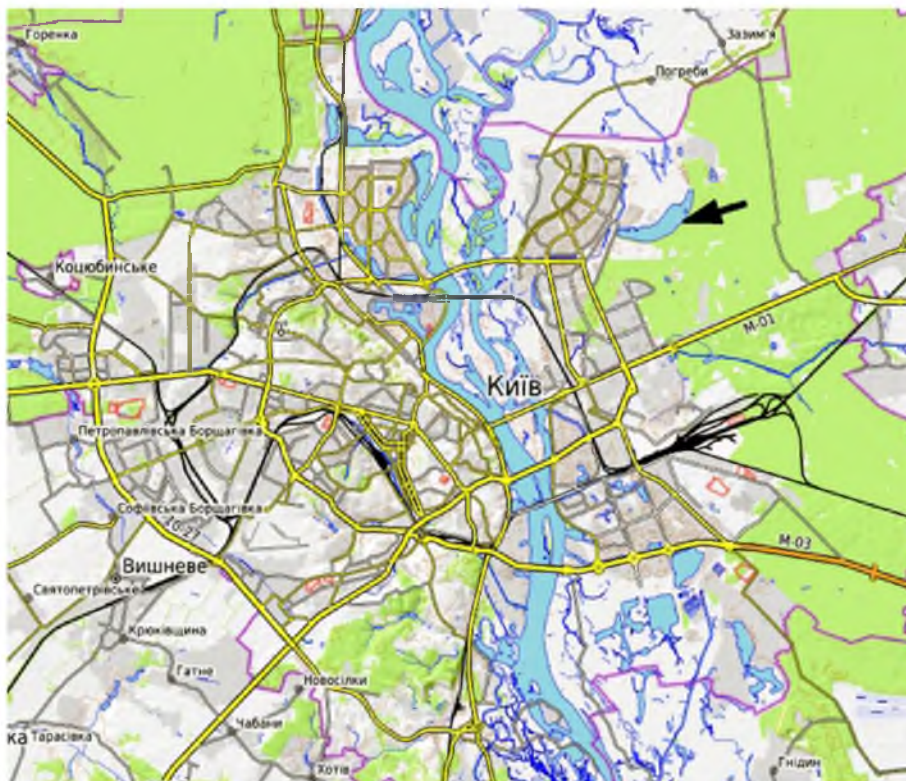 Горенка
Зазим'я
Погреби
Коцюбинське
М-01
Київ
Петропавлівська Борщагівка
Софіївська Борщагівка
М-03
Вишневе
Святопетрівське
Крюківщина
Гатне
Новосілки
Чабани
ка Тарасівка
Хотів
Гнідин